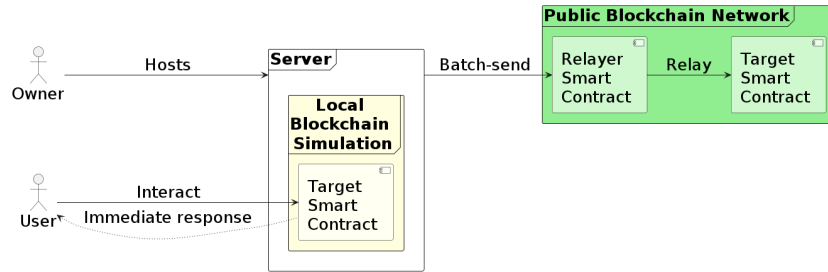 Public Blockchain Network
Owner
Hosts
Server
Batch-send
Relayer
Smart
Contract
Relay
Target
Smart
Contract
Local
Blockchain
Simulation
User
Interact
Immediate response
Target
Smart
Contract